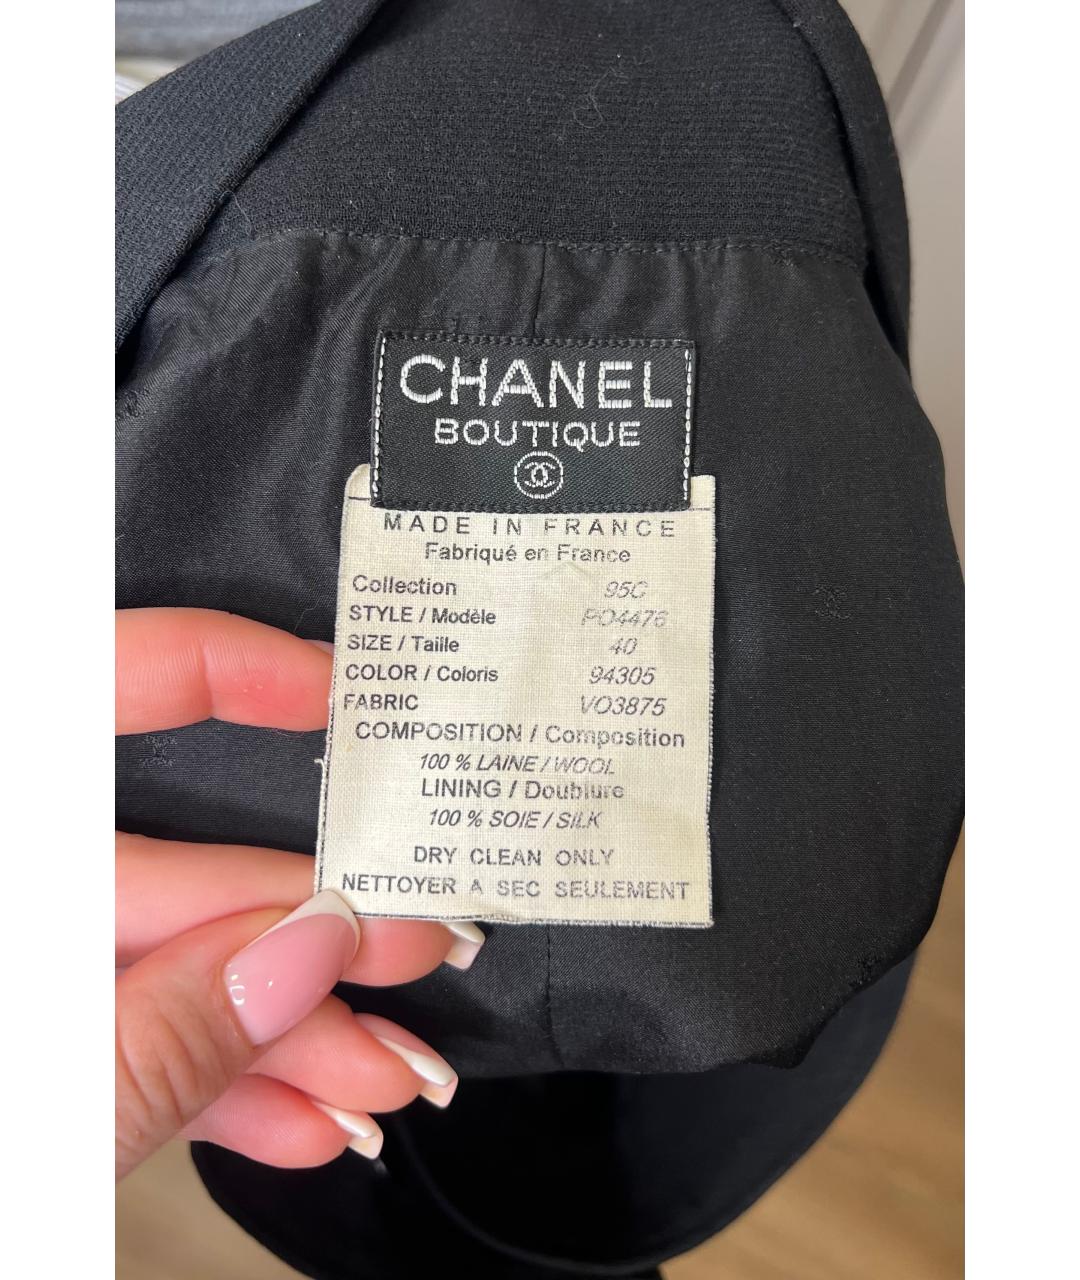 CHANEL
BOUTIQUE
MADE IN FRANCE
Fabriqué en France
Collection 95C
STYLE / Modèle PO4476
SIZE / Taille 40
COLOR / Coloris 94305
FABRIC VO3875
COMPOSITION / Composition
100 % LAINE / WOOL
LINING / Doublure
100 % SOIE / SILK
DRY CLEAN ONLY
NETTOYER A SEC SEULEMENT